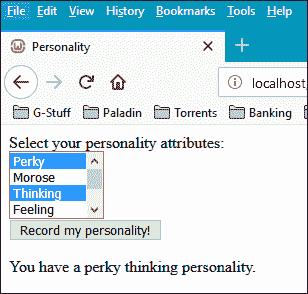 File Edit View History Bookmarks Tools Help
Personality
localhost
G-Stuff Paladin Torrents Banking
Select your personality attributes:
Perky
Morose
Thinking
Feeling
Record my personality!
You have a perky thinking personality.